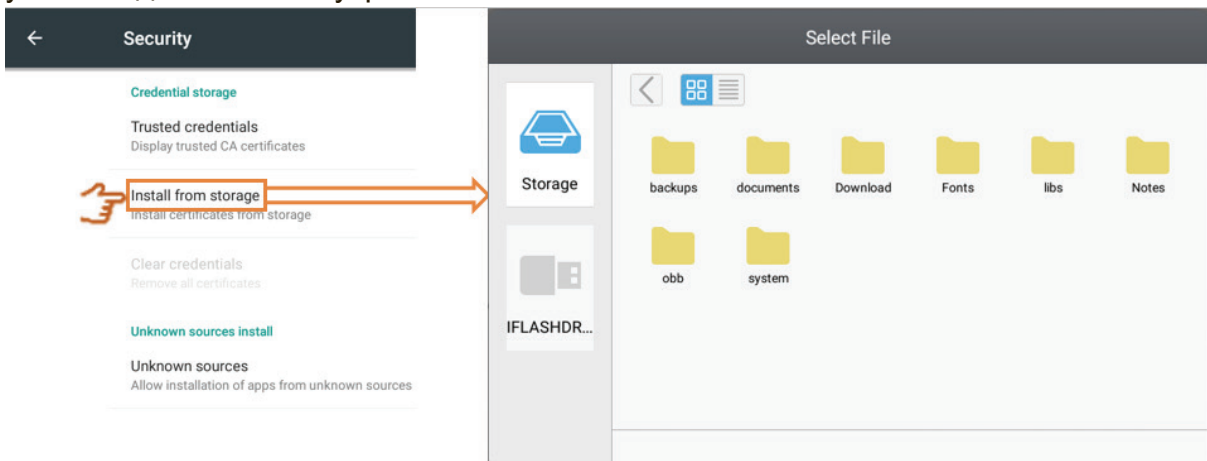 Security
Credential storage
Trusted credentials
Display trusted CA certificates
Install from storage
Install certificates from storage
Clear credentials
Remove all certificates
Unknown sources install
Unknown sources
Allow installation of apps from unknown sources
Select File
Storage
IFLASHDR...
backups
documents
Download
Fonts
libs
Notes
obb
system